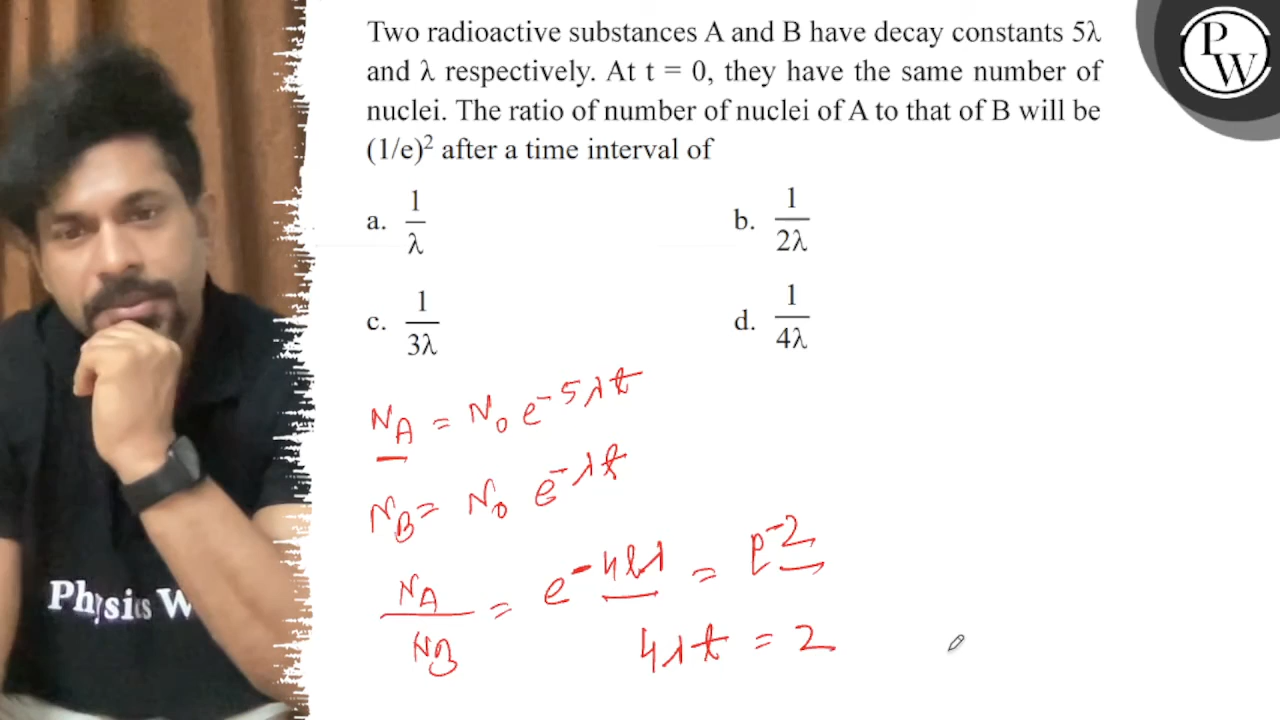 Two radioactive substances A and B have decay constants 5λ
and λ respectively. At t = 0, they have the same number of
nuclei. The ratio of number of nuclei of A to that of B will be
(1/e)² after a time interval of
a. 1/λ
b. 1/2λ
c. 1/3λ
d. 1/4λ
N_A = N_0 e^-5λt
N_B = N_0 e^-λt
N_A/N_B = e^-4tλ = e^-2
4λt = 2
PW
Physics W